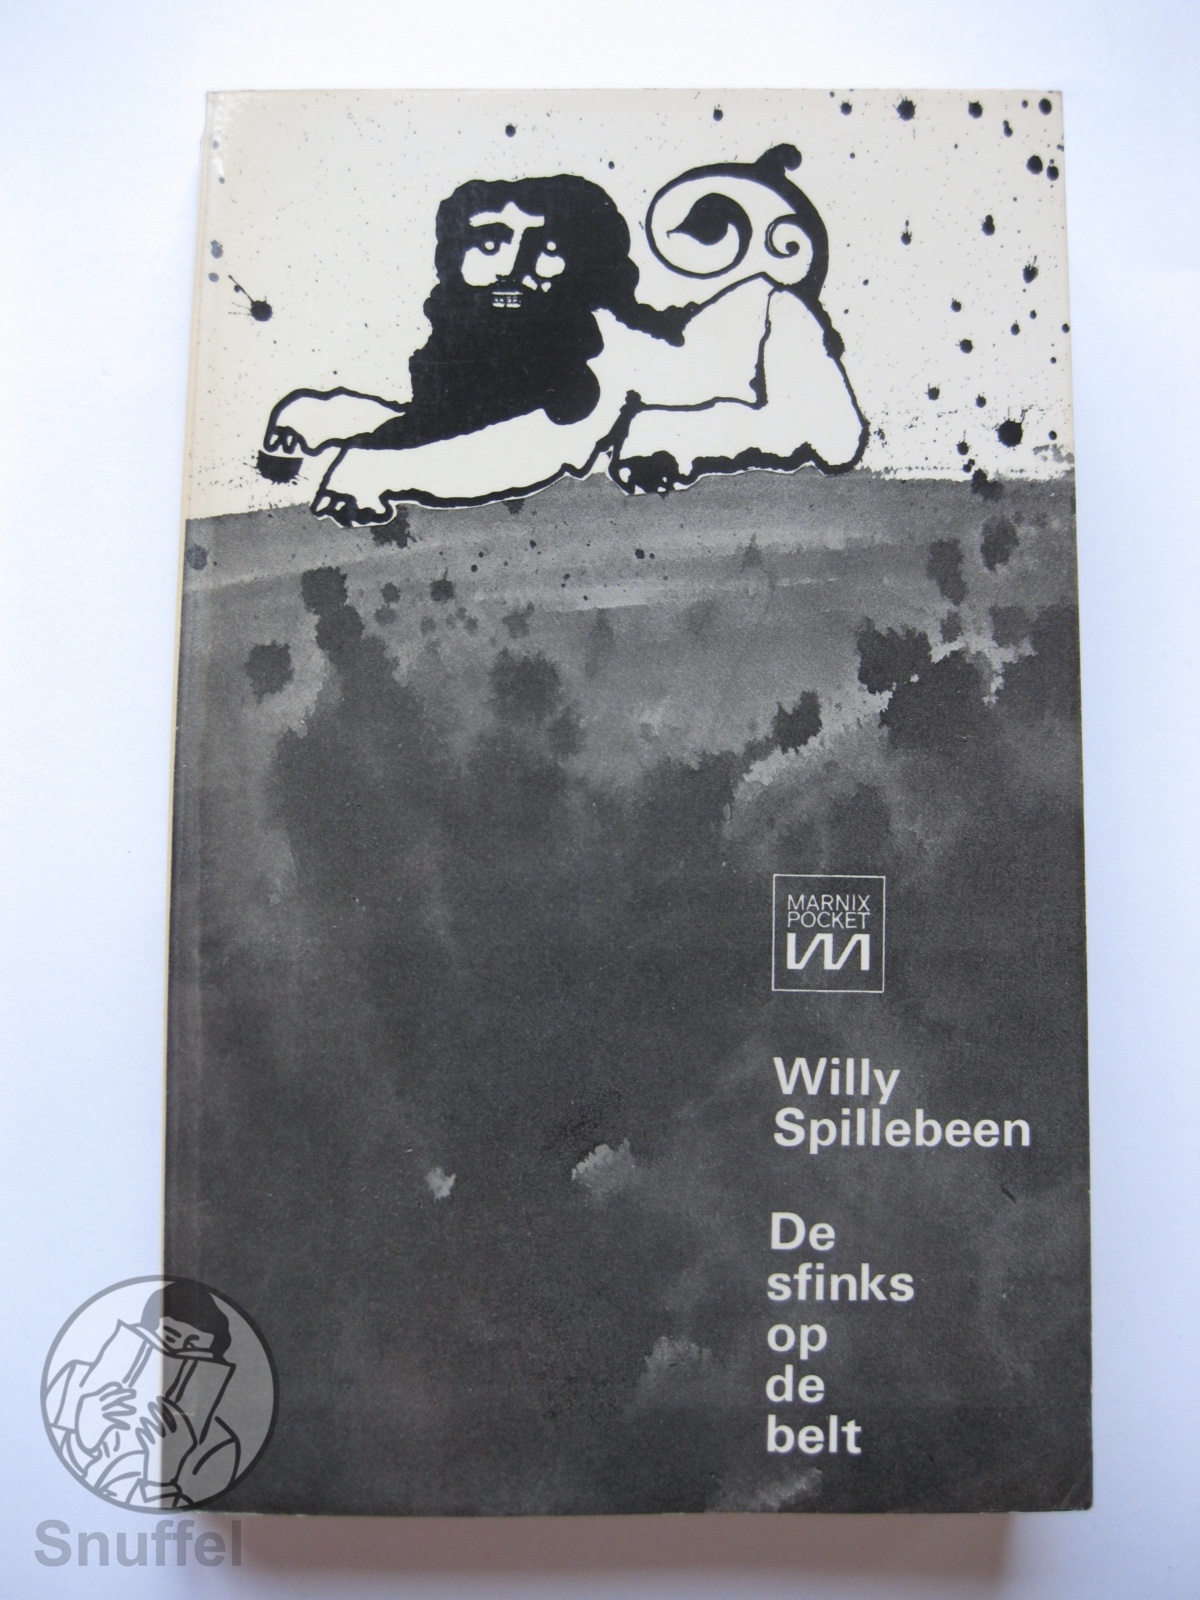 MARNIX
POCKET
Willy
Spillebeen
De
sfinks
op
de
belt
Snuffel